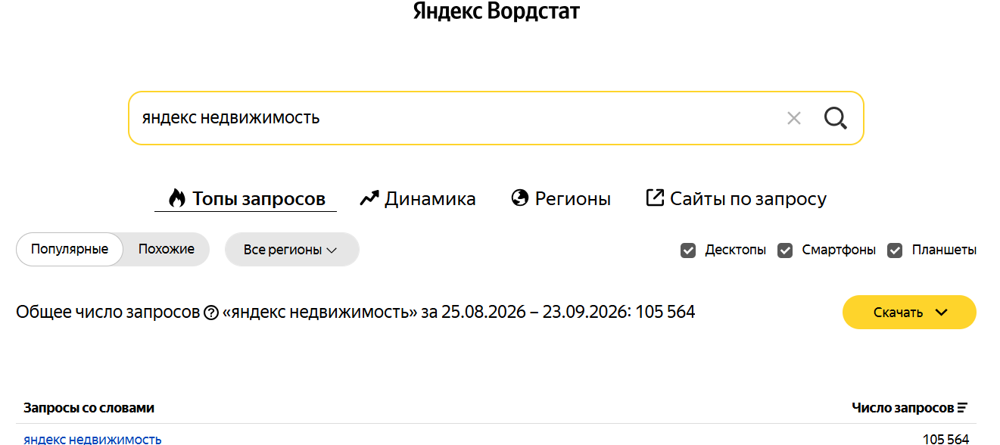 Яндекс Вордстат
яндекс недвижимость
Топы запросов Динамика Регионы Сайты по запросу
Популярные Похожие Все регионы Десктопы Смартфоны Планшеты
Общее число запросов ? «яндекс недвижимость» за 25.08.2026 – 23.09.2026: 105 564 Скачать
Запросы со словами Число запросов
яндекс недвижимость 105 564